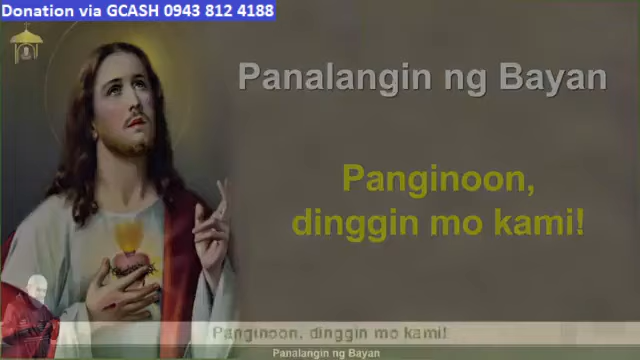 Donation via GCASH 0943 812 4188
Panalangin ng Bayan
Panginoon,
dinggin mo kami!
Panginoon, dinggin mo kami!
Panalangin ng Bayan